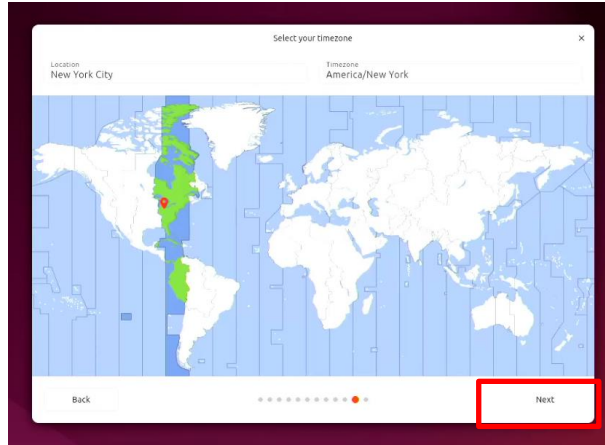 Select your timezone
Location
New York City
Timezone
America/New York
Back
Next